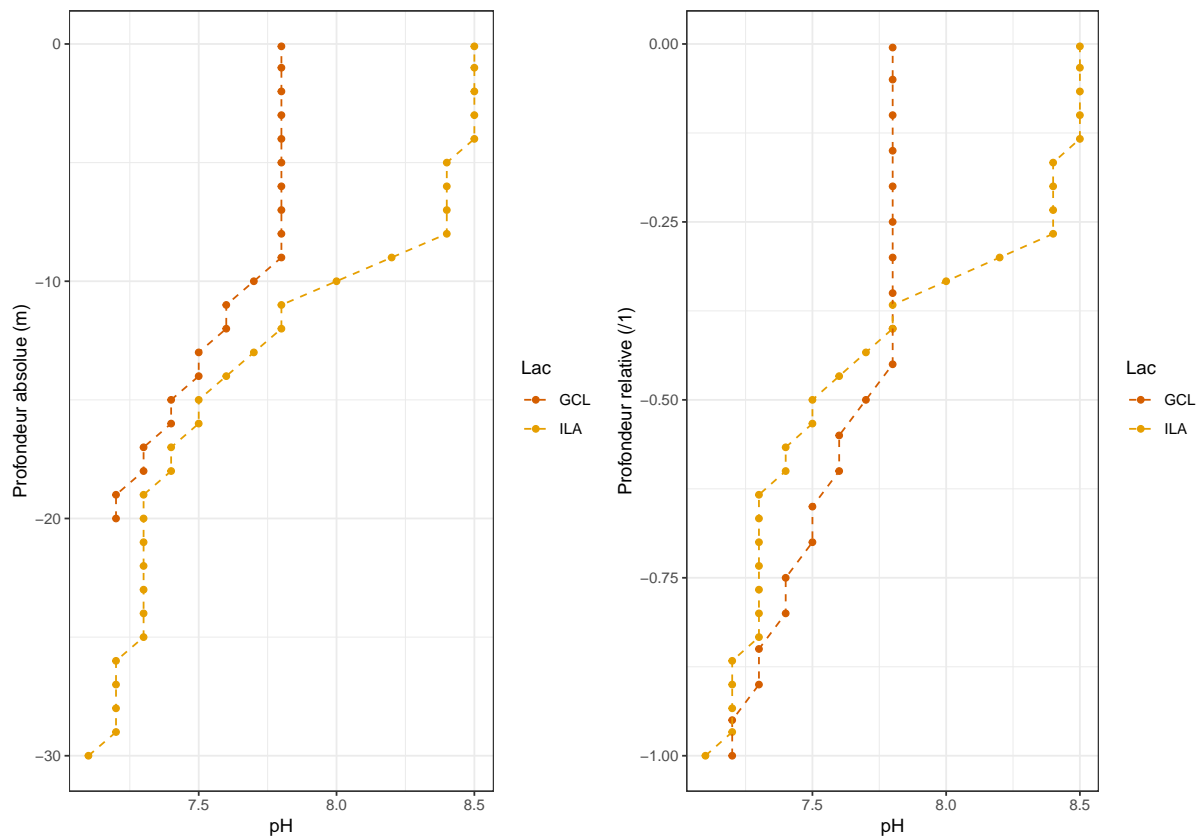 Profondeur absolue (m)
0
−10
−20
−30
7.5
8.0
8.5
pH
Lac
GCL
ILA
Profondeur relative (/1)
0.00
−0.25
−0.50
−0.75
−1.00
7.5
8.0
8.5
pH
Lac
GCL
ILA